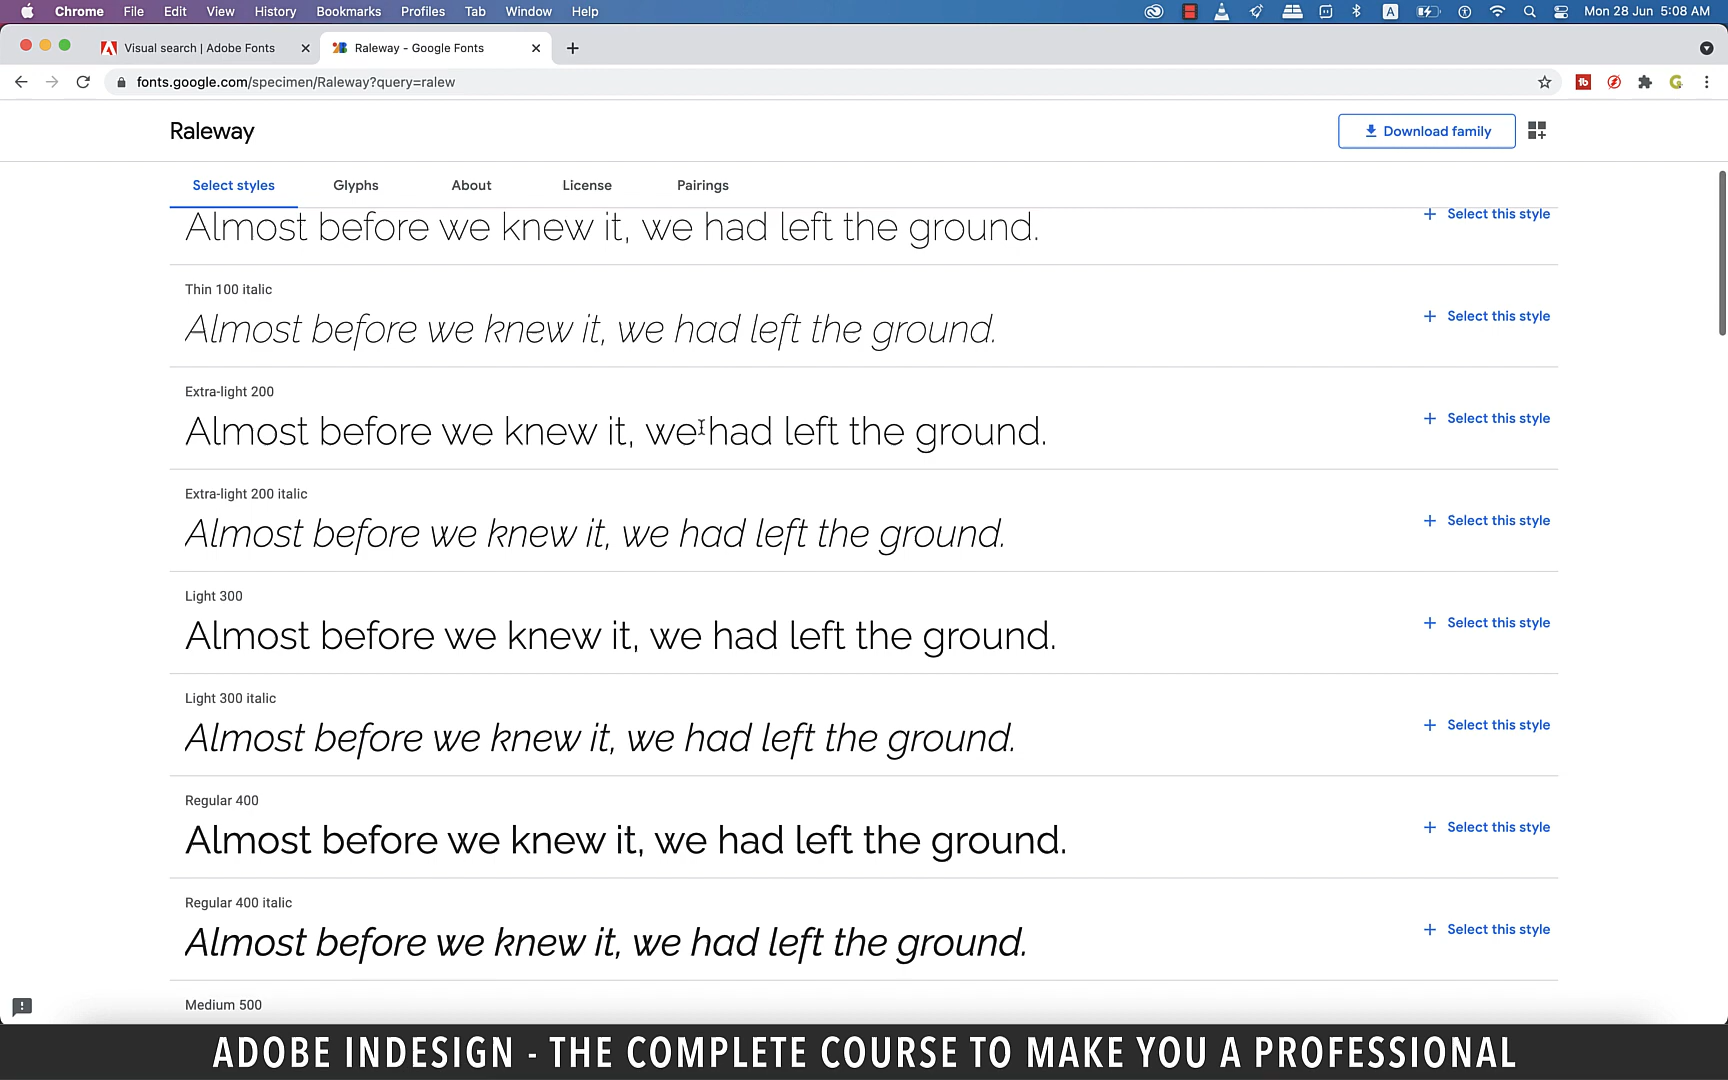 Chrome File Edit View History Bookmarks Profiles Tab Window Help A Mon 28 Jun 5:08 AM
Visual search | Adobe Fonts Raleway - Google Fonts
fonts.google.com/specimen/Raleway?query=ralew
Raleway
Download family
Select styles Glyphs About License Pairings
Almost before we knew it, we had left the ground.
+ Select this style
Thin 100 italic
Almost before we knew it, we had left the ground.
+ Select this style
Extra-light 200
Almost before we knew it, we had left the ground.
+ Select this style
Extra-light 200 italic
Almost before we knew it, we had left the ground.
+ Select this style
Light 300
Almost before we knew it, we had left the ground.
+ Select this style
Light 300 italic
Almost before we knew it, we had left the ground.
+ Select this style
Regular 400
Almost before we knew it, we had left the ground.
+ Select this style
Regular 400 italic
Almost before we knew it, we had left the ground.
+ Select this style
Medium 500
ADOBE INDESIGN - THE COMPLETE COURSE TO MAKE YOU A PROFESSIONAL